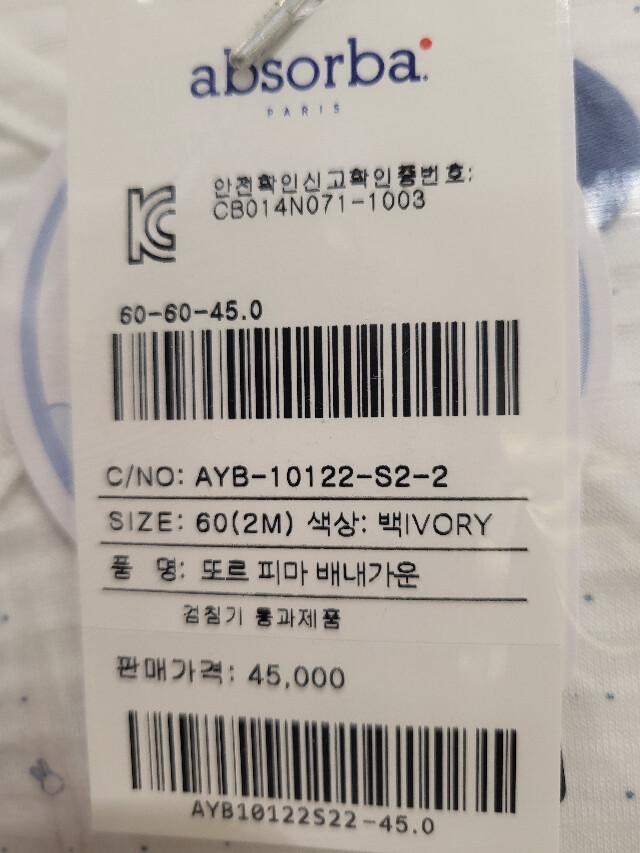 absorba.
PARIS
안전확인신고확인증번호:
CB014N071-1003
60-60-45.0
C/NO: AYB-10122-S2-2
SIZE: 60(2M) 색상: 백IVORY
품 명: 또르 피마 배내가운
검침기 통과제품
판매가격: 45,000
AYB10122S22-45.0